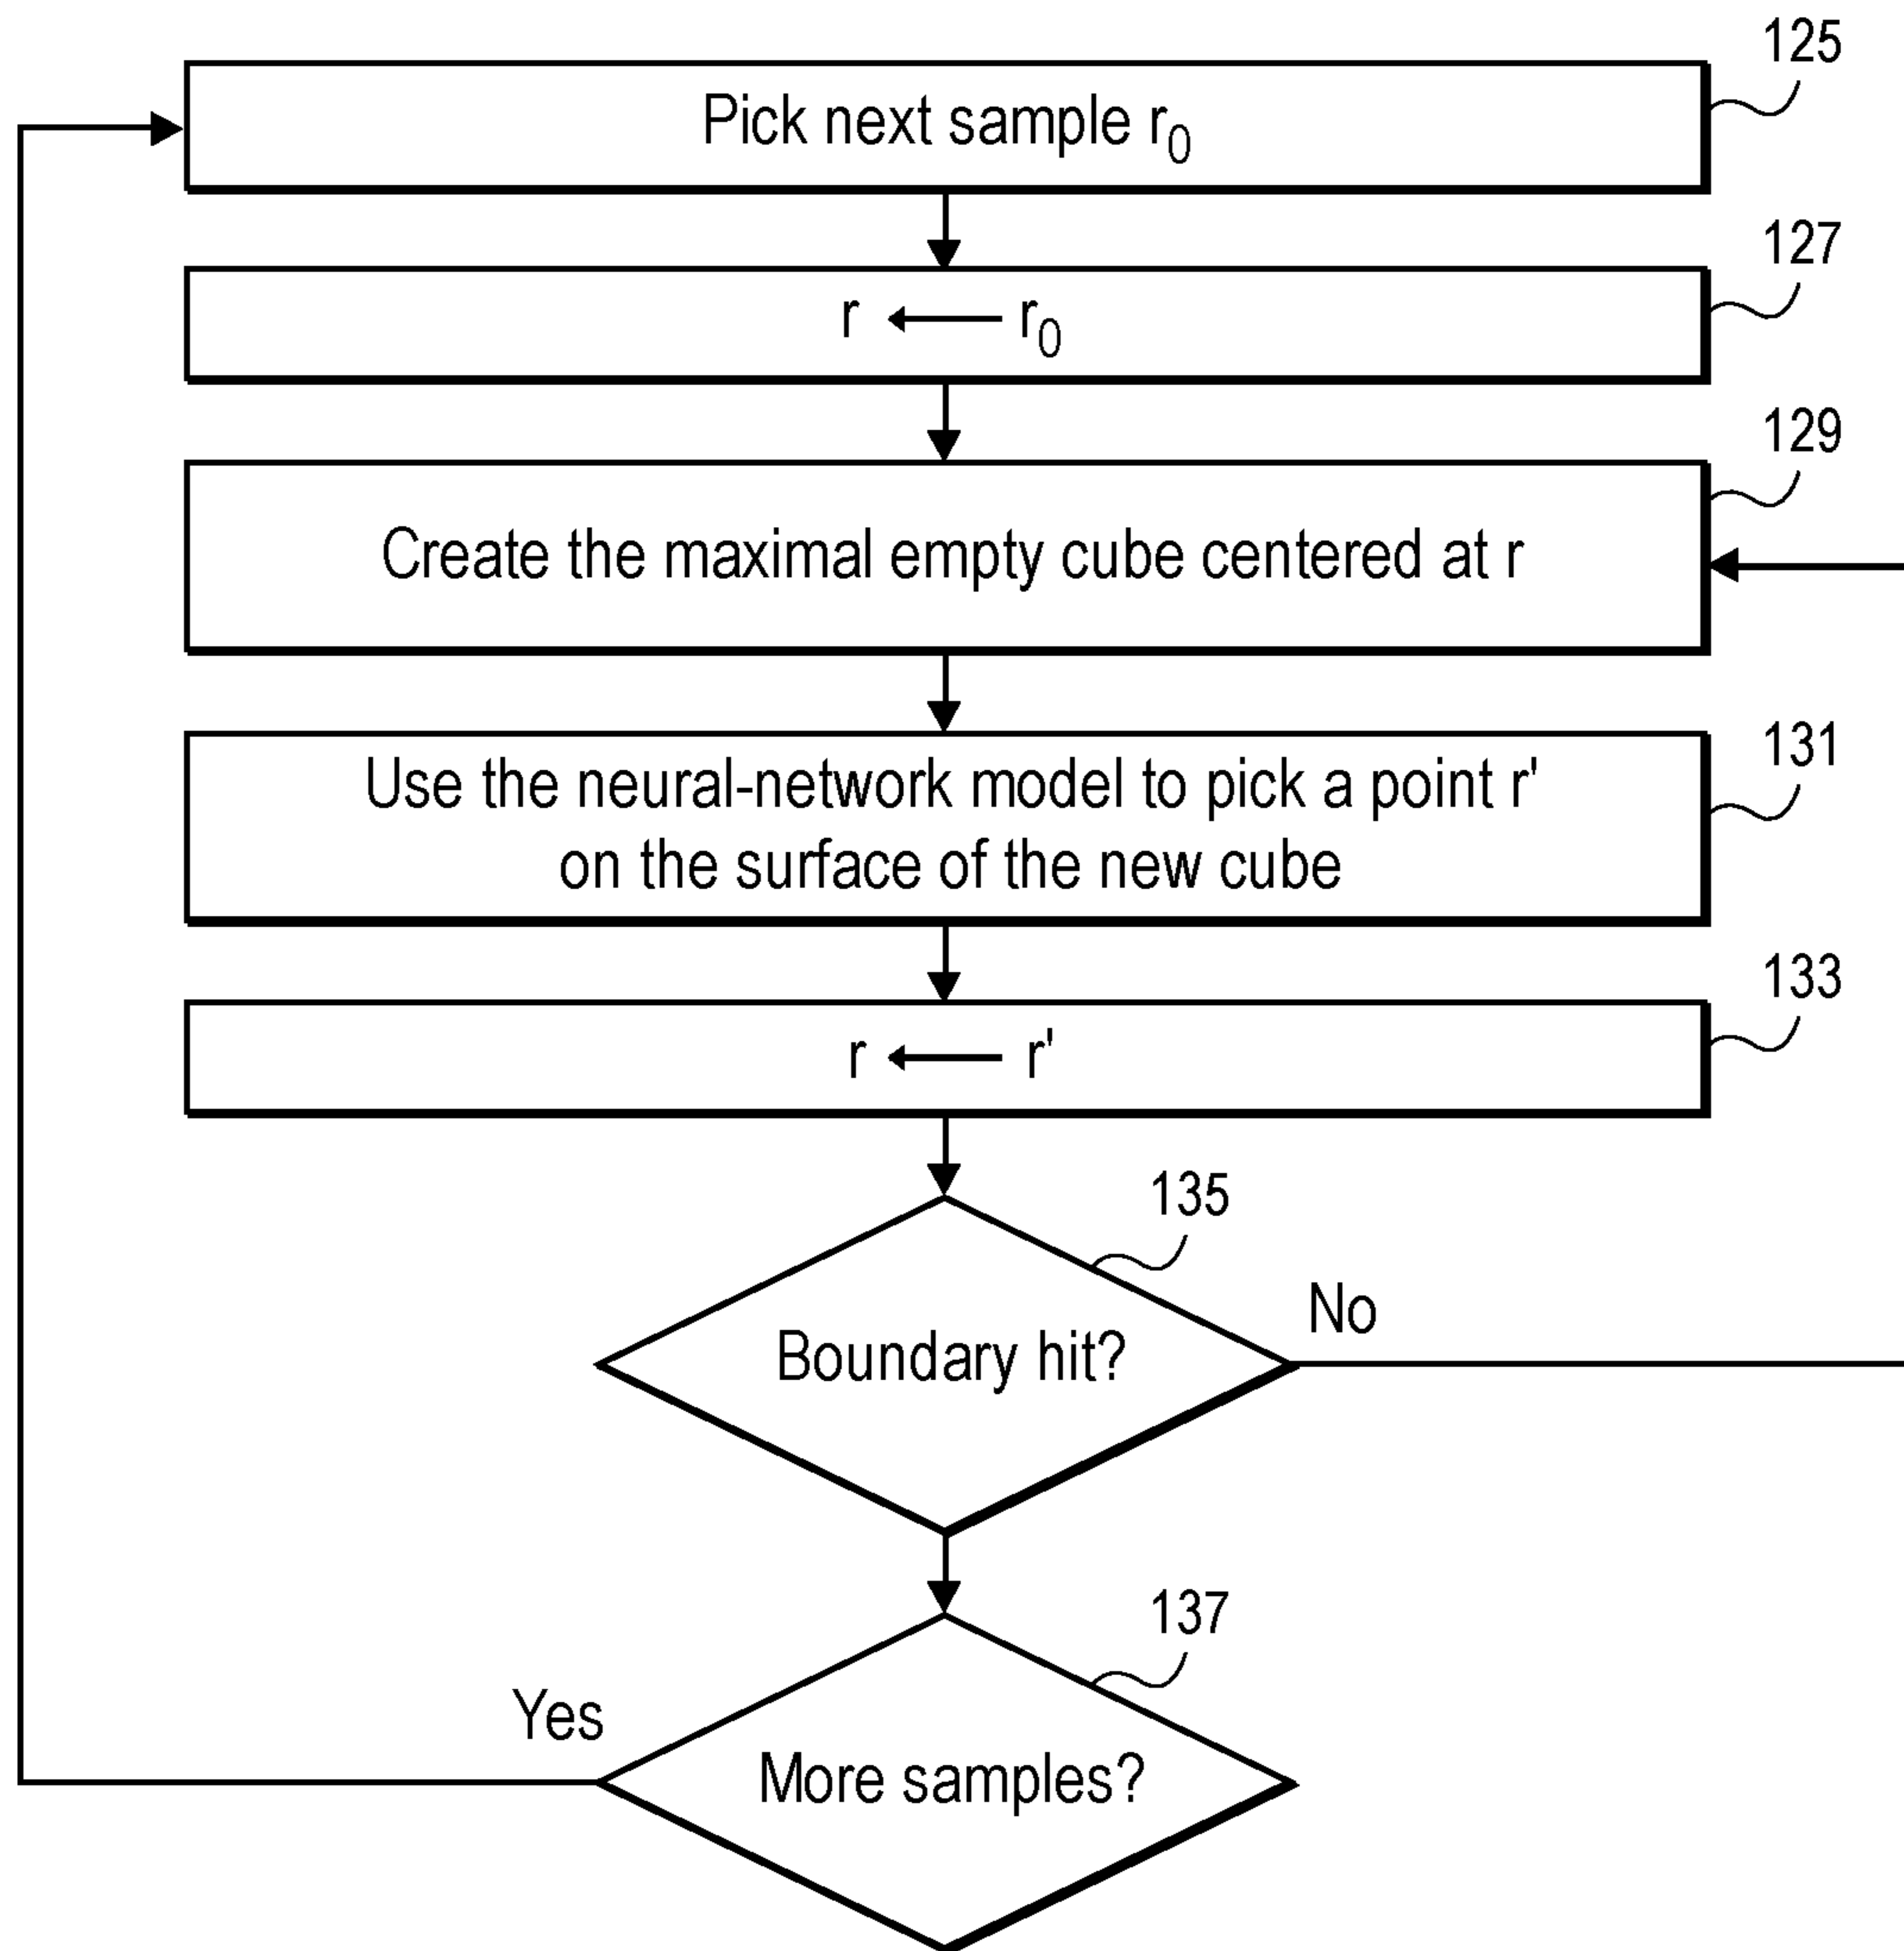 125
Pick next sample r₀
127
r ← r₀
129
Create the maximal empty cube centered at r
131
Use the neural-network model to pick a point r'
on the surface of the new cube
133
r ← r'
135
Boundary hit?
No
137
Yes
More samples?